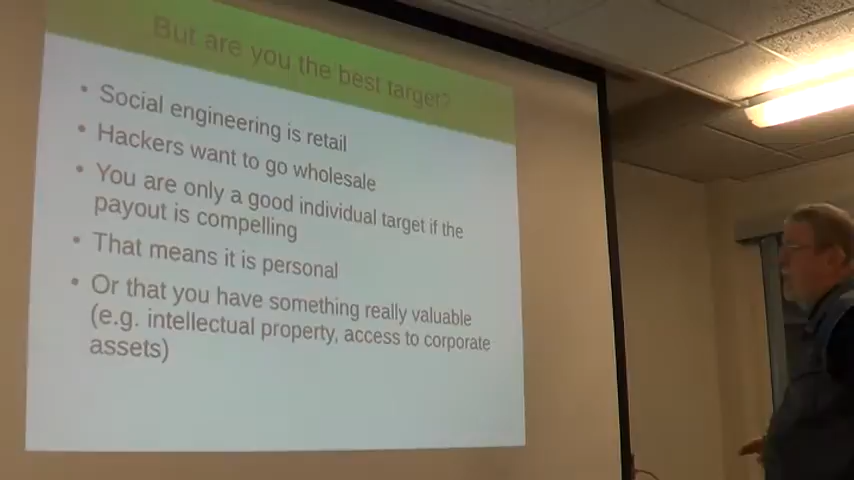 But are you the best target?
• Social engineering is retail
• Hackers want to go wholesale
• You are only a good individual target if the
payout is compelling
• That means it is personal
• Or that you have something really valuable
(e.g. intellectual property, access to corporate
assets)